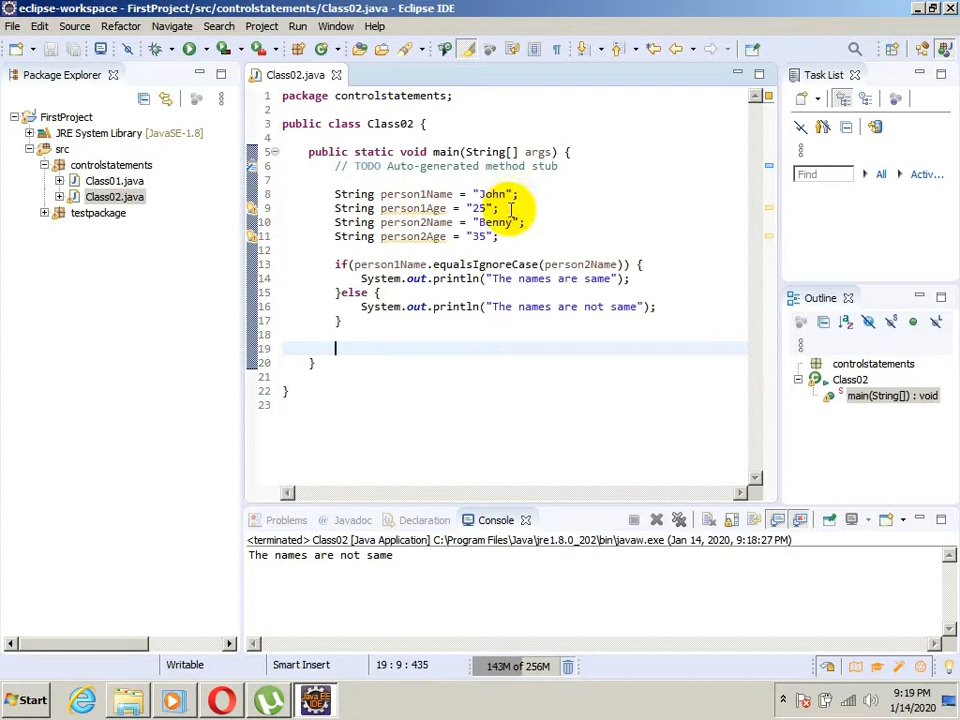 eclipse-workspace - FirstProject/src/controlstatements/Class02.java - Eclipse IDE
File Edit Source Refactor Navigate Search Project Run Window Help
Package Explorer
FirstProject
JRE System Library [JavaSE-1.8]
src
controlstatements
Class01.java
Class02.java
testpackage
Class02.java
1 package controlstatements;
2
3 public class Class02 {
4
5 public static void main(String[] args) {
6 // TODO Auto-generated method stub
7
8 String person1Name = "John";
9 String person1Age = "25";
10 String person2Name = "Benny";
11 String person2Age = "35";
12
13 if(person1Name.equalsIgnoreCase(person2Name)) {
14 System.out.println("The names are same");
15 }else {
16 System.out.println("The names are not same");
17 }
18
19
20 }
21
22 }
23
Task List
Find All Activ...
Outline
controlstatements
Class02
main(String[]) : void
Problems Javadoc Declaration Console
<terminated> Class02 [Java Application] C:\Program Files\Java\jre1.8.0_202\bin\javaw.exe (Jan 14, 2020, 9:18:27 PM)
The names are not same
Writable Smart Insert 19 : 9 : 435 143M of 256M
Start
Java EE
IDE
9:19 PM
1/14/2020